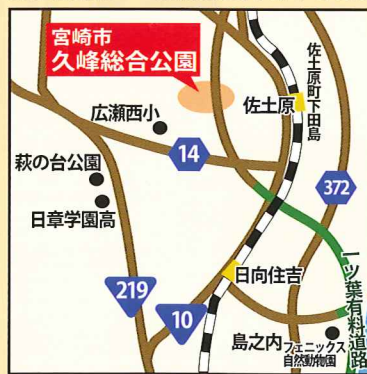 宮崎市
久峰総合公園
佐土原町下田島
佐土原
広瀬西小
14
萩の台公園
372
日章学園高
日向住吉
219
10
一ツ葉有料道路
島之内
フェニックス
自然動物園